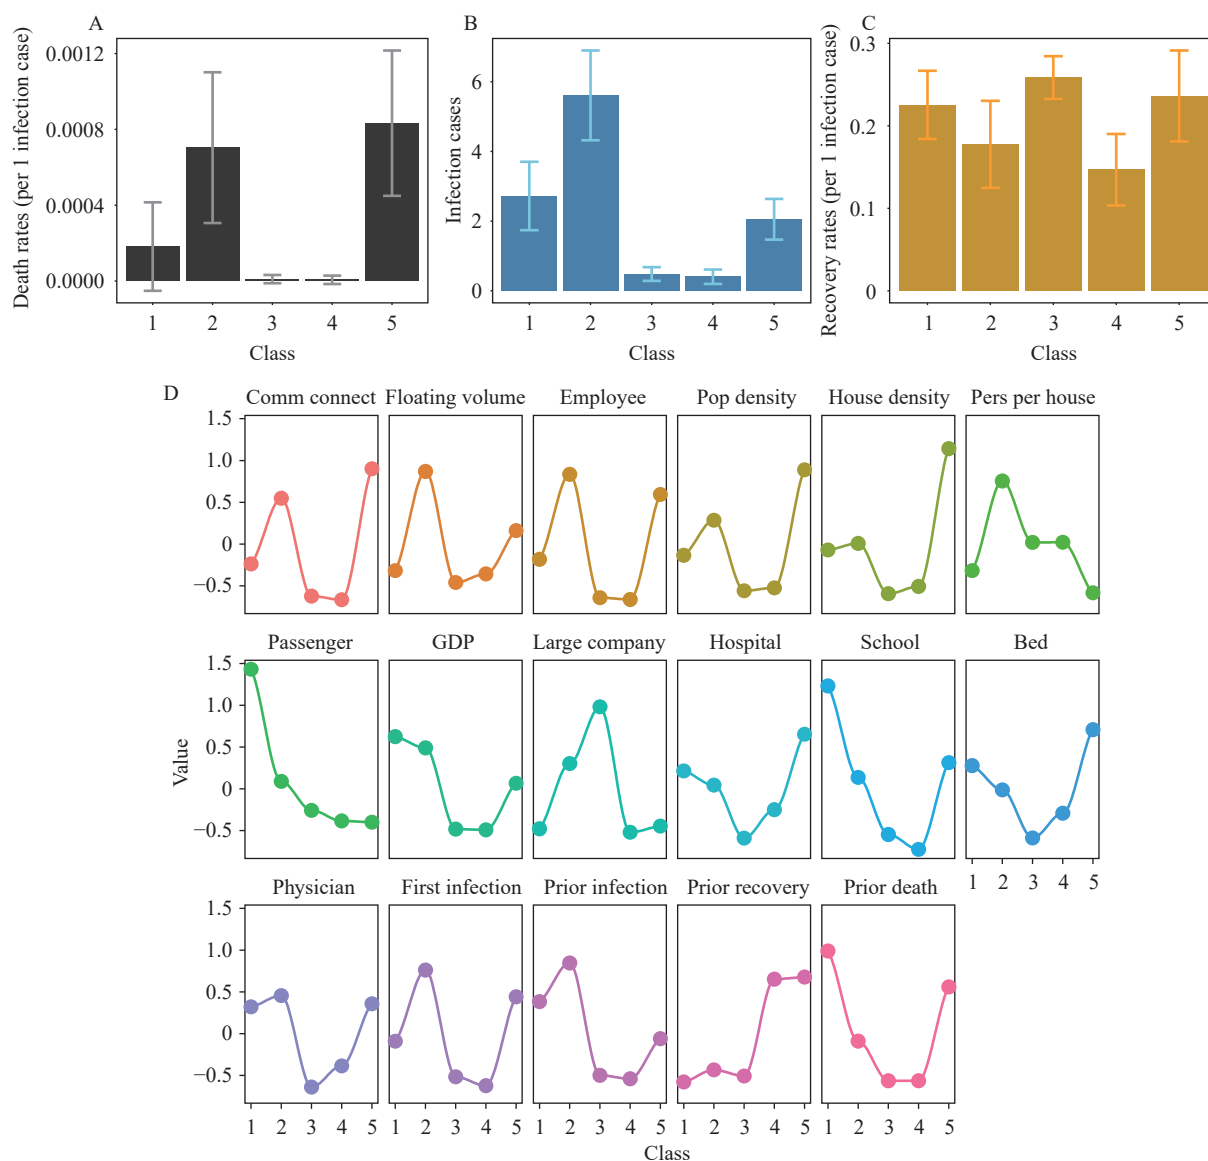 A
Death rates (per 1 infection case)
0.0012
0.0008
0.0004
0.0000
1 2 3 4 5
Class
B
Infection cases
6
4
2
0
1 2 3 4 5
Class
C
Recovery rates (per 1 infection case)
0.3
0.2
0.1
0
1 2 3 4 5
Class
D
Comm connect Floating volume Employee Pop density House density Pers per house
1.5
1.0
0.5
0
−0.5
Passenger GDP Large company Hospital School Bed
Value
1.5
1.0
0.5
0
−0.5
1 2 3 4 5
Physician First infection Prior infection Prior recovery Prior death
1.5
1.0
0.5
0
−0.5
1 2 3 4 5 1 2 3 4 5 1 2 3 4 5 1 2 3 4 5 1 2 3 4 5
Class